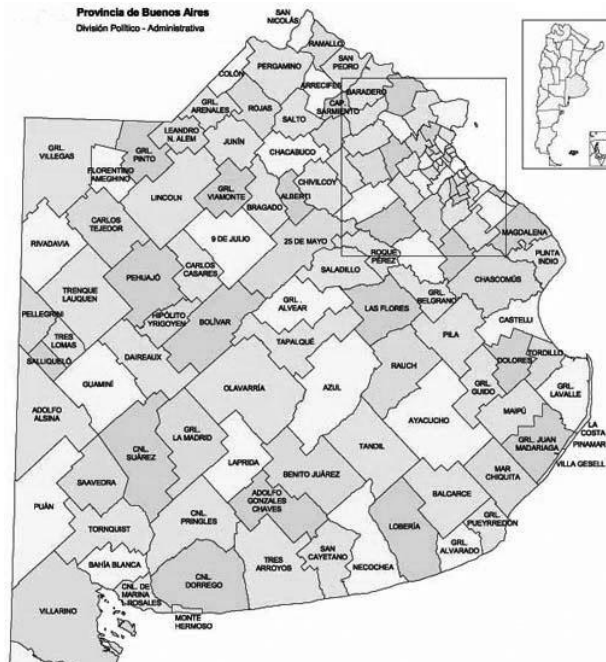 Provincia de Buenos Aires
División Político - Administrativa
SAN
NICOLÁS
RAMALLO
SAN
PEDRO
PERGAMINO
COLÓN
ARRECIFES
BARADERO
CAP.
SARMIENTO
GRL.
ARENALES
ROJAS
SALTO
LEANDRO
N. ALEM
JUNÍN
GRL.
VILLEGAS
GRL.
PINTO
CHACABUCO
FLORENTINO
AMEGHINO
LINCOLN
GRL.
VIAMONTE
BRAGADO
ALBERTI
CHIVILCOY
CARLOS
TEJEDOR
RIVADAVIA
9 DE JULIO
25 DE MAYO
MAGDALENA
PUNTA
INDIO
ROQUE
PÉREZ
SALADILLO
CARLOS
CASARES
PEHUAJÓ
TRENQUE
LAUQUEN
CHASCOMÚS
GRL.
BELGRANO
GRL.
ALVEAR
LAS FLORES
PELLEGRINI
HIPÓLITO
YRIGOYEN
BOLÍVAR
CASTELLI
TRES
LOMAS
PILA
TAPALQUÉ
SALLIQUELÓ
DAIREAUX
DOLORES
TORDILLO
RAUCH
GUAMINÍ
OLAVARRÍA
AZUL
GRL.
GUIDO
GRL.
LAVALLE
ADOLFO
ALSINA
MAIPÚ
AYACUCHO
LA
COSTA
GRL. JUAN
MADARIAGA
PINAMAR
VILLA GESELL
CNL.
SUÁREZ
GRL.
LA MADRID
TANDIL
LAPRIDA
BENITO JUÁREZ
MAR
CHIQUITA
SAAVEDRA
PUÁN
ADOLFO
GONZALES
CHAVES
BALCARCE
CNL.
PRINGLES
TORNQUIST
LOBERÍA
GRL.
PUEYRREDÓN
GRL.
ALVARADO
SAN
CAYETANO
TRES
ARROYOS
NECOCHEA
BAHÍA BLANCA
CNL.
DORREGO
CNL. DE
MARINA
L.ROSALES
VILLARINO
MONTE
HERMOSO